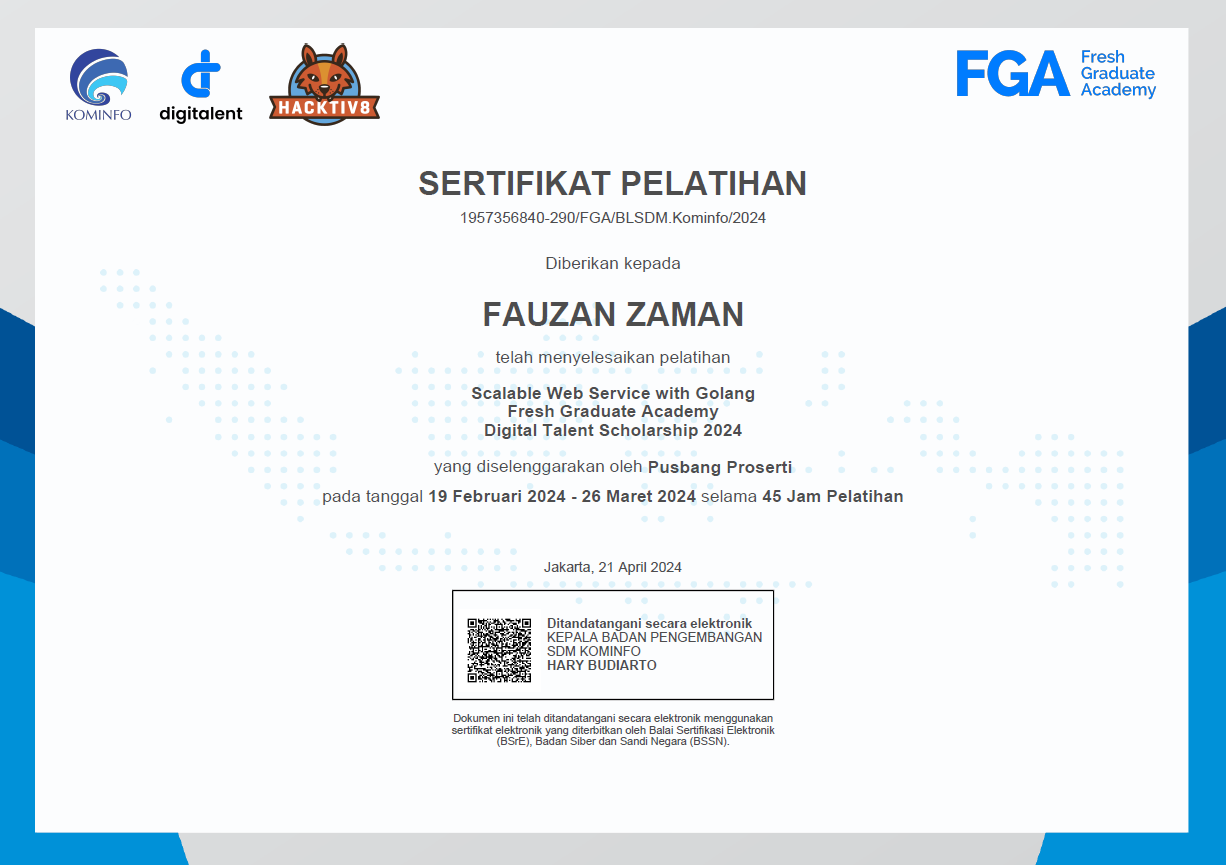 KOMINFO
digitalent
HACKTIV8
FGA
Fresh
Graduate
Academy
SERTIFIKAT PELATIHAN
1957356840-290/FGA/BLSDM.Kominfo/2024
Diberikan kepada
FAUZAN ZAMAN
telah menyelesaikan pelatihan
Scalable Web Service with Golang
Fresh Graduate Academy
Digital Talent Scholarship 2024
yang diselenggarakan oleh Pusbang Proserti
pada tanggal 19 Februari 2024 - 26 Maret 2024 selama 45 Jam Pelatihan
Jakarta, 21 April 2024
Ditandatangani secara elektronik
KEPALA BADAN PENGEMBANGAN
SDM KOMINFO
HARY BUDIARTO
Dokumen ini telah ditandatangani secara elektronik menggunakan
sertifikat elektronik yang diterbitkan oleh Balai Sertifikasi Elektronik
(BSrE), Badan Siber dan Sandi Negara (BSSN).